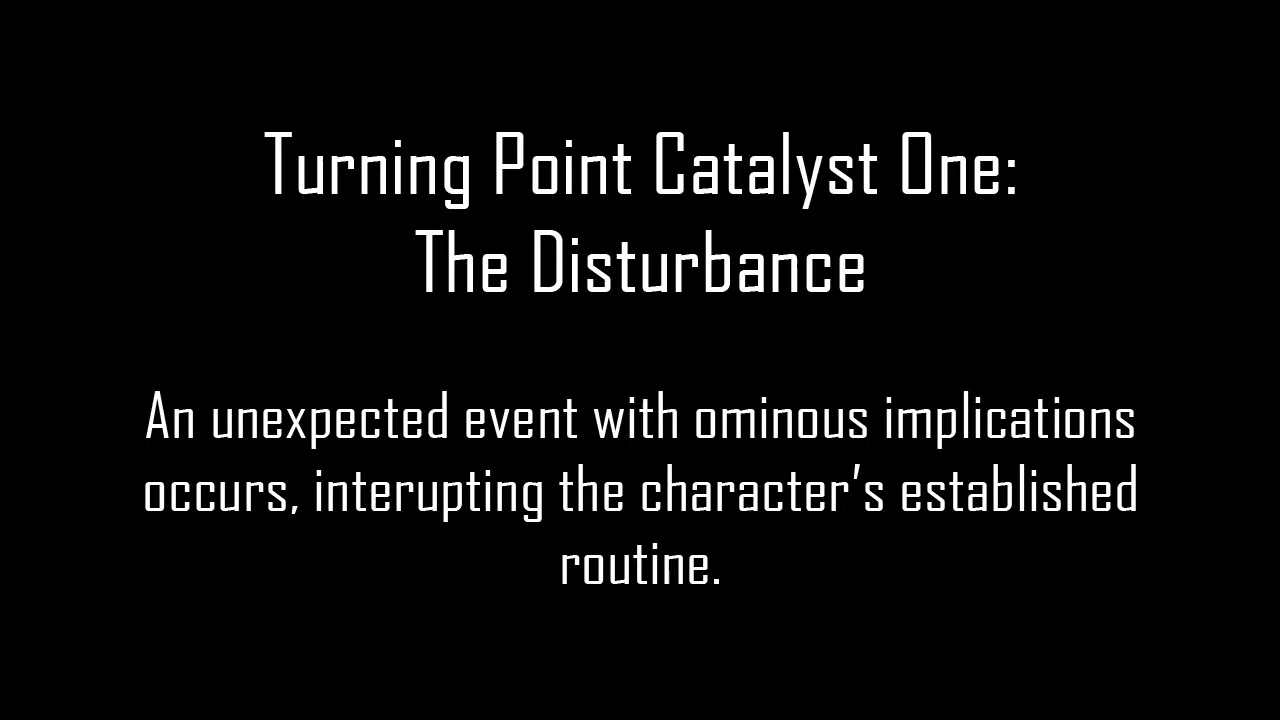 Turning Point Catalyst One:
The Disturbance
An unexpected event with ominous implications
occurs, interupting the character’s established
routine.